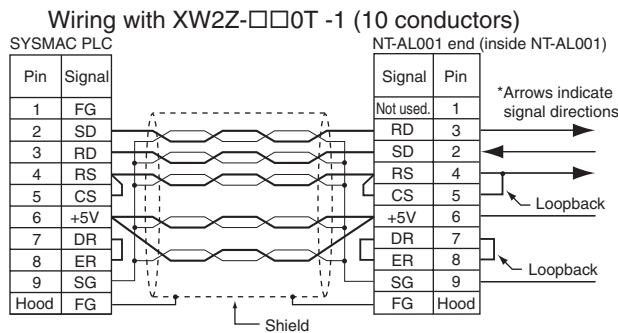 Wiring with XW2Z-□□0T -1 (10 conductors)
SYSMAC PLC
NT-AL001 end (inside NT-AL001)
Pin Signal
Signal Pin
*Arrows indicate
signal directions
1 FG
Not used. 1
2 SD
RD 3
3 RD
SD 2
4 RS
RS 4
5 CS
CS 5
Loopback
6 +5V
+5V 6
7 DR
DR 7
8 ER
ER 8
Loopback
9 SG
SG 9
Hood FG
FG Hood
Shield